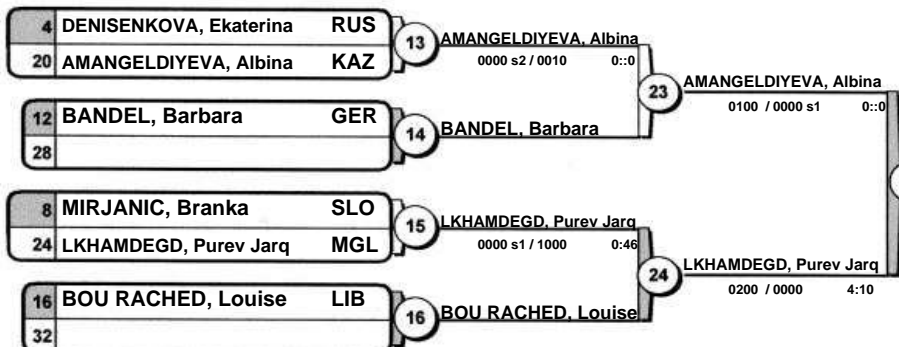 4 DENISENKOVA, Ekaterina RUS
20 AMANGELDIYEVA, Albina KAZ
13 AMANGELDIYEVA, Albina
0000 s2 / 0010 0::0
12 BANDEL, Barbara GER
28
14 BANDEL, Barbara
23 AMANGELDIYEVA, Albina
0100 / 0000 s1 0::0
8 MIRJANIC, Branka SLO
24 LKHAMDEGD, Purev Jarq MGL
15 LKHAMDEGD, Purev Jarq
0000 s1 / 1000 0:46
16 BOU RACHED, Louise LIB
32
16 BOU RACHED, Louise
24 LKHAMDEGD, Purev Jarq
0200 / 0000 4:10